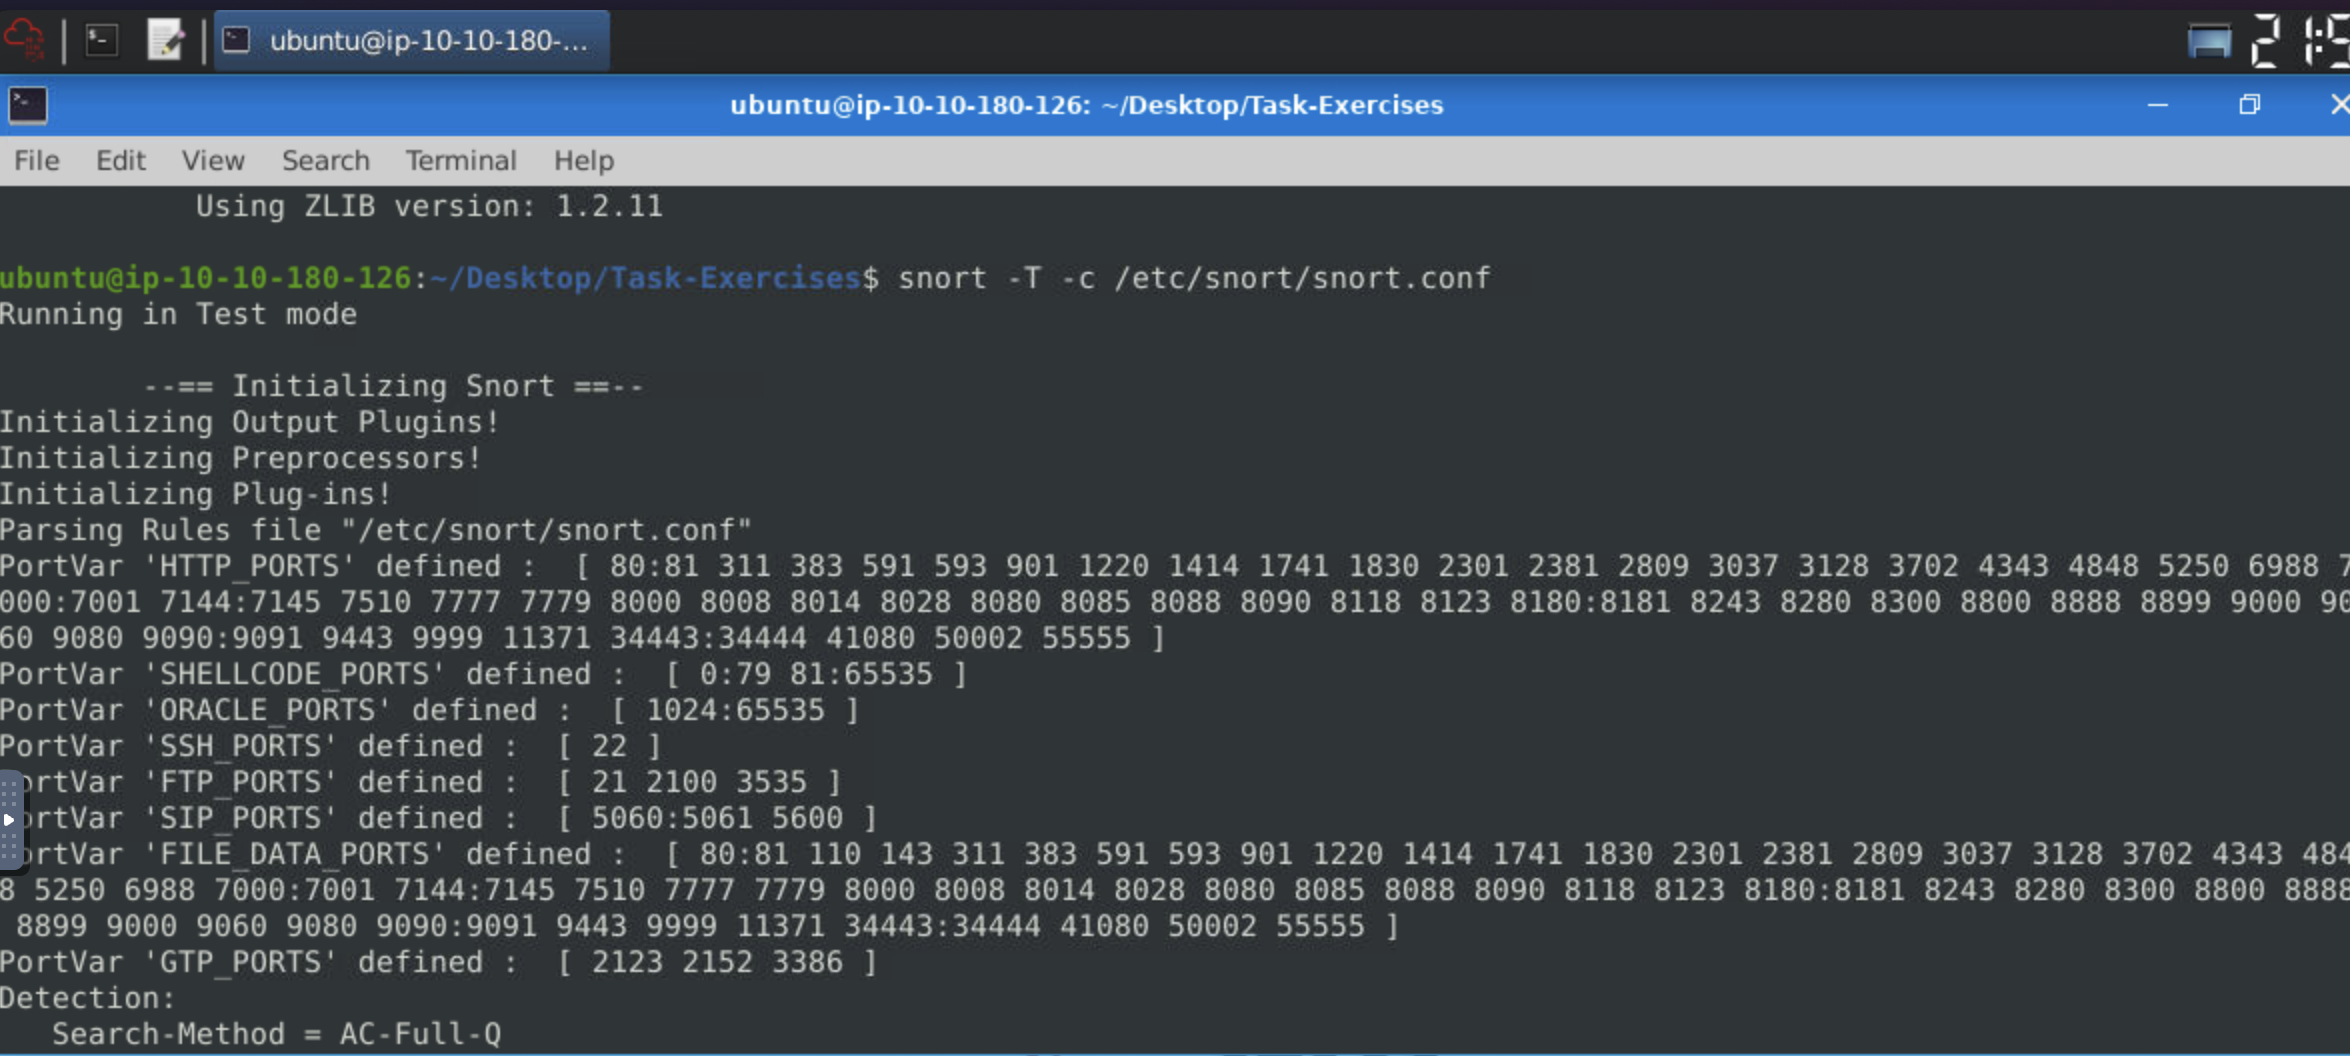 ubuntu@ip-10-10-180-...
ubuntu@ip-10-10-180-126: ~/Desktop/Task-Exercises
File Edit View Search Terminal Help
Using ZLIB version: 1.2.11
ubuntu@ip-10-10-180-126:~/Desktop/Task-Exercises$ snort -T -c /etc/snort/snort.conf
Running in Test mode
--== Initializing Snort ==--
Initializing Output Plugins!
Initializing Preprocessors!
Initializing Plug-ins!
Parsing Rules file "/etc/snort/snort.conf"
PortVar 'HTTP_PORTS' defined :  [ 80:81 311 383 591 593 901 1220 1414 1741 1830 2301 2381 2809 3037 3128 3702 4343 4848 5250 6988 7
000:7001 7144:7145 7510 7777 7779 8000 8008 8014 8028 8080 8085 8088 8090 8118 8123 8180:8181 8243 8280 8300 8800 8888 8899 9000 90
60 9080 9090:9091 9443 9999 11371 34443:34444 41080 50002 55555 ]
PortVar 'SHELLCODE_PORTS' defined :  [ 0:79 81:65535 ]
PortVar 'ORACLE_PORTS' defined :  [ 1024:65535 ]
PortVar 'SSH_PORTS' defined :  [ 22 ]
ortVar 'FTP_PORTS' defined :  [ 21 2100 3535 ]
ortVar 'SIP_PORTS' defined :  [ 5060:5061 5600 ]
ortVar 'FILE_DATA_PORTS' defined :  [ 80:81 110 143 311 383 591 593 901 1220 1414 1741 1830 2301 2381 2809 3037 3128 3702 4343 484
8 5250 6988 7000:7001 7144:7145 7510 7777 7779 8000 8008 8014 8028 8080 8085 8088 8090 8118 8123 8180:8181 8243 8280 8300 8800 8888
8899 9000 9060 9080 9090:9091 9443 9999 11371 34443:34444 41080 50002 55555 ]
PortVar 'GTP_PORTS' defined :  [ 2123 2152 3386 ]
Detection:
Search-Method = AC-Full-Q